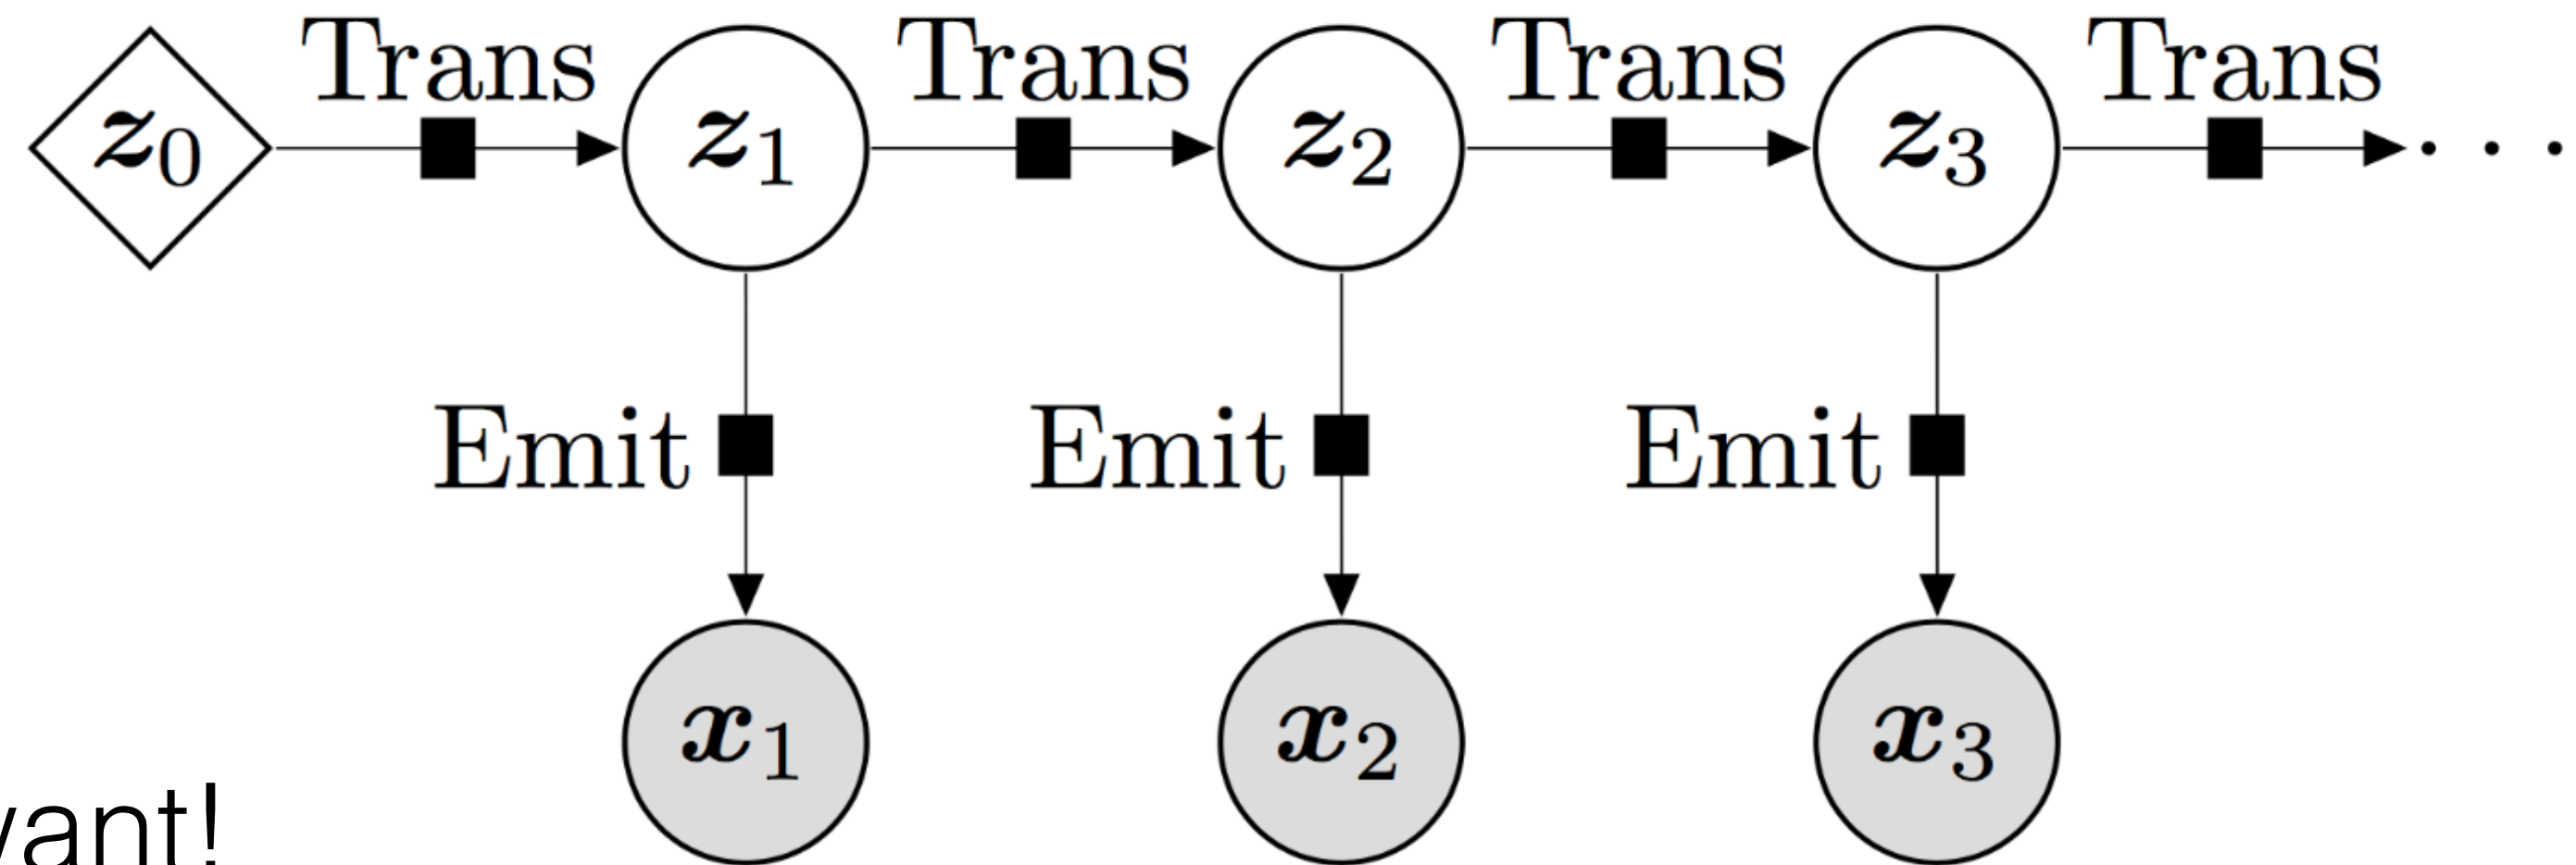 Trans Trans Trans Trans
z0 z1 z2 z3 . . .
Emit Emit Emit
x1 x2 x3